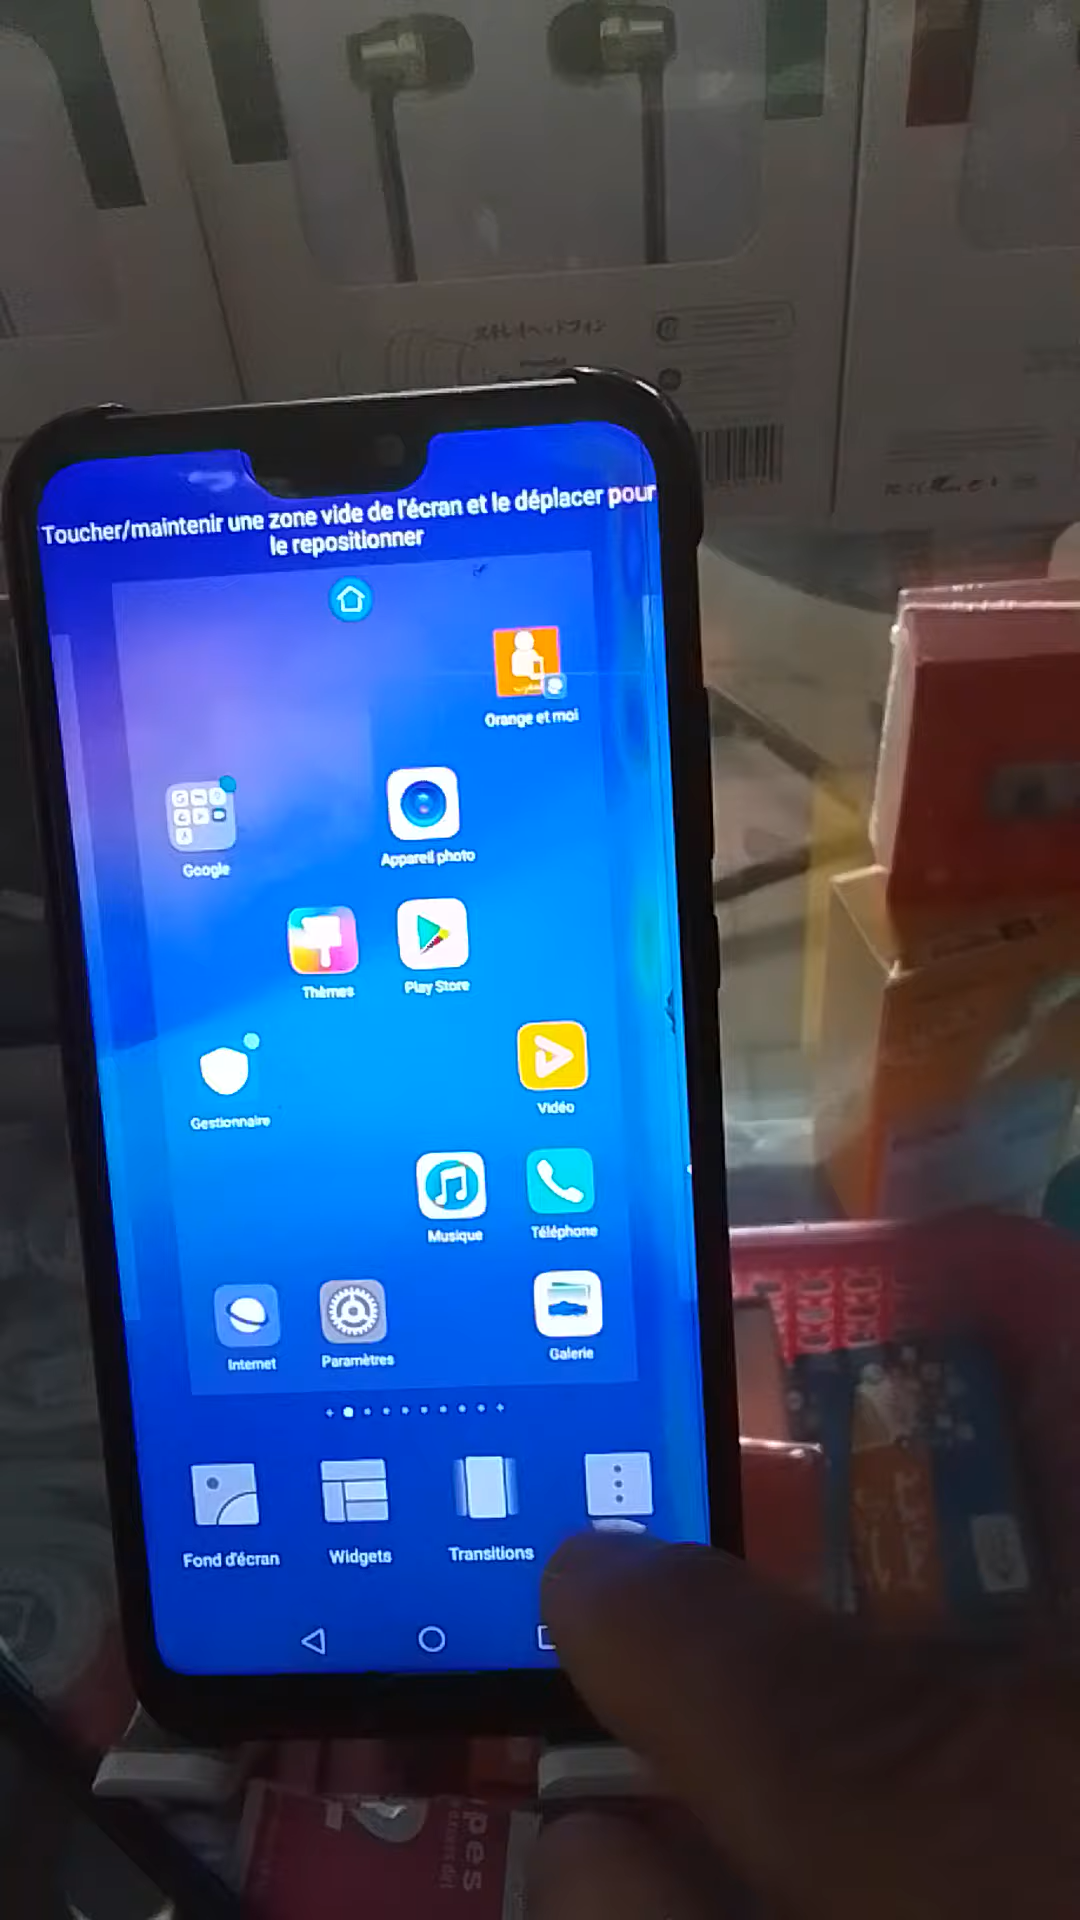 Toucher/maintenir une zone vide de l'écran et le déplacer pour
le repositionner
Orange et moi
Google
Appareil photo
Thèmes
Play Store
Gestionnaire
Vidéo
Musique
Téléphone
Internet
Paramètres
Galerie
Fond d'écran
Widgets
Transitions